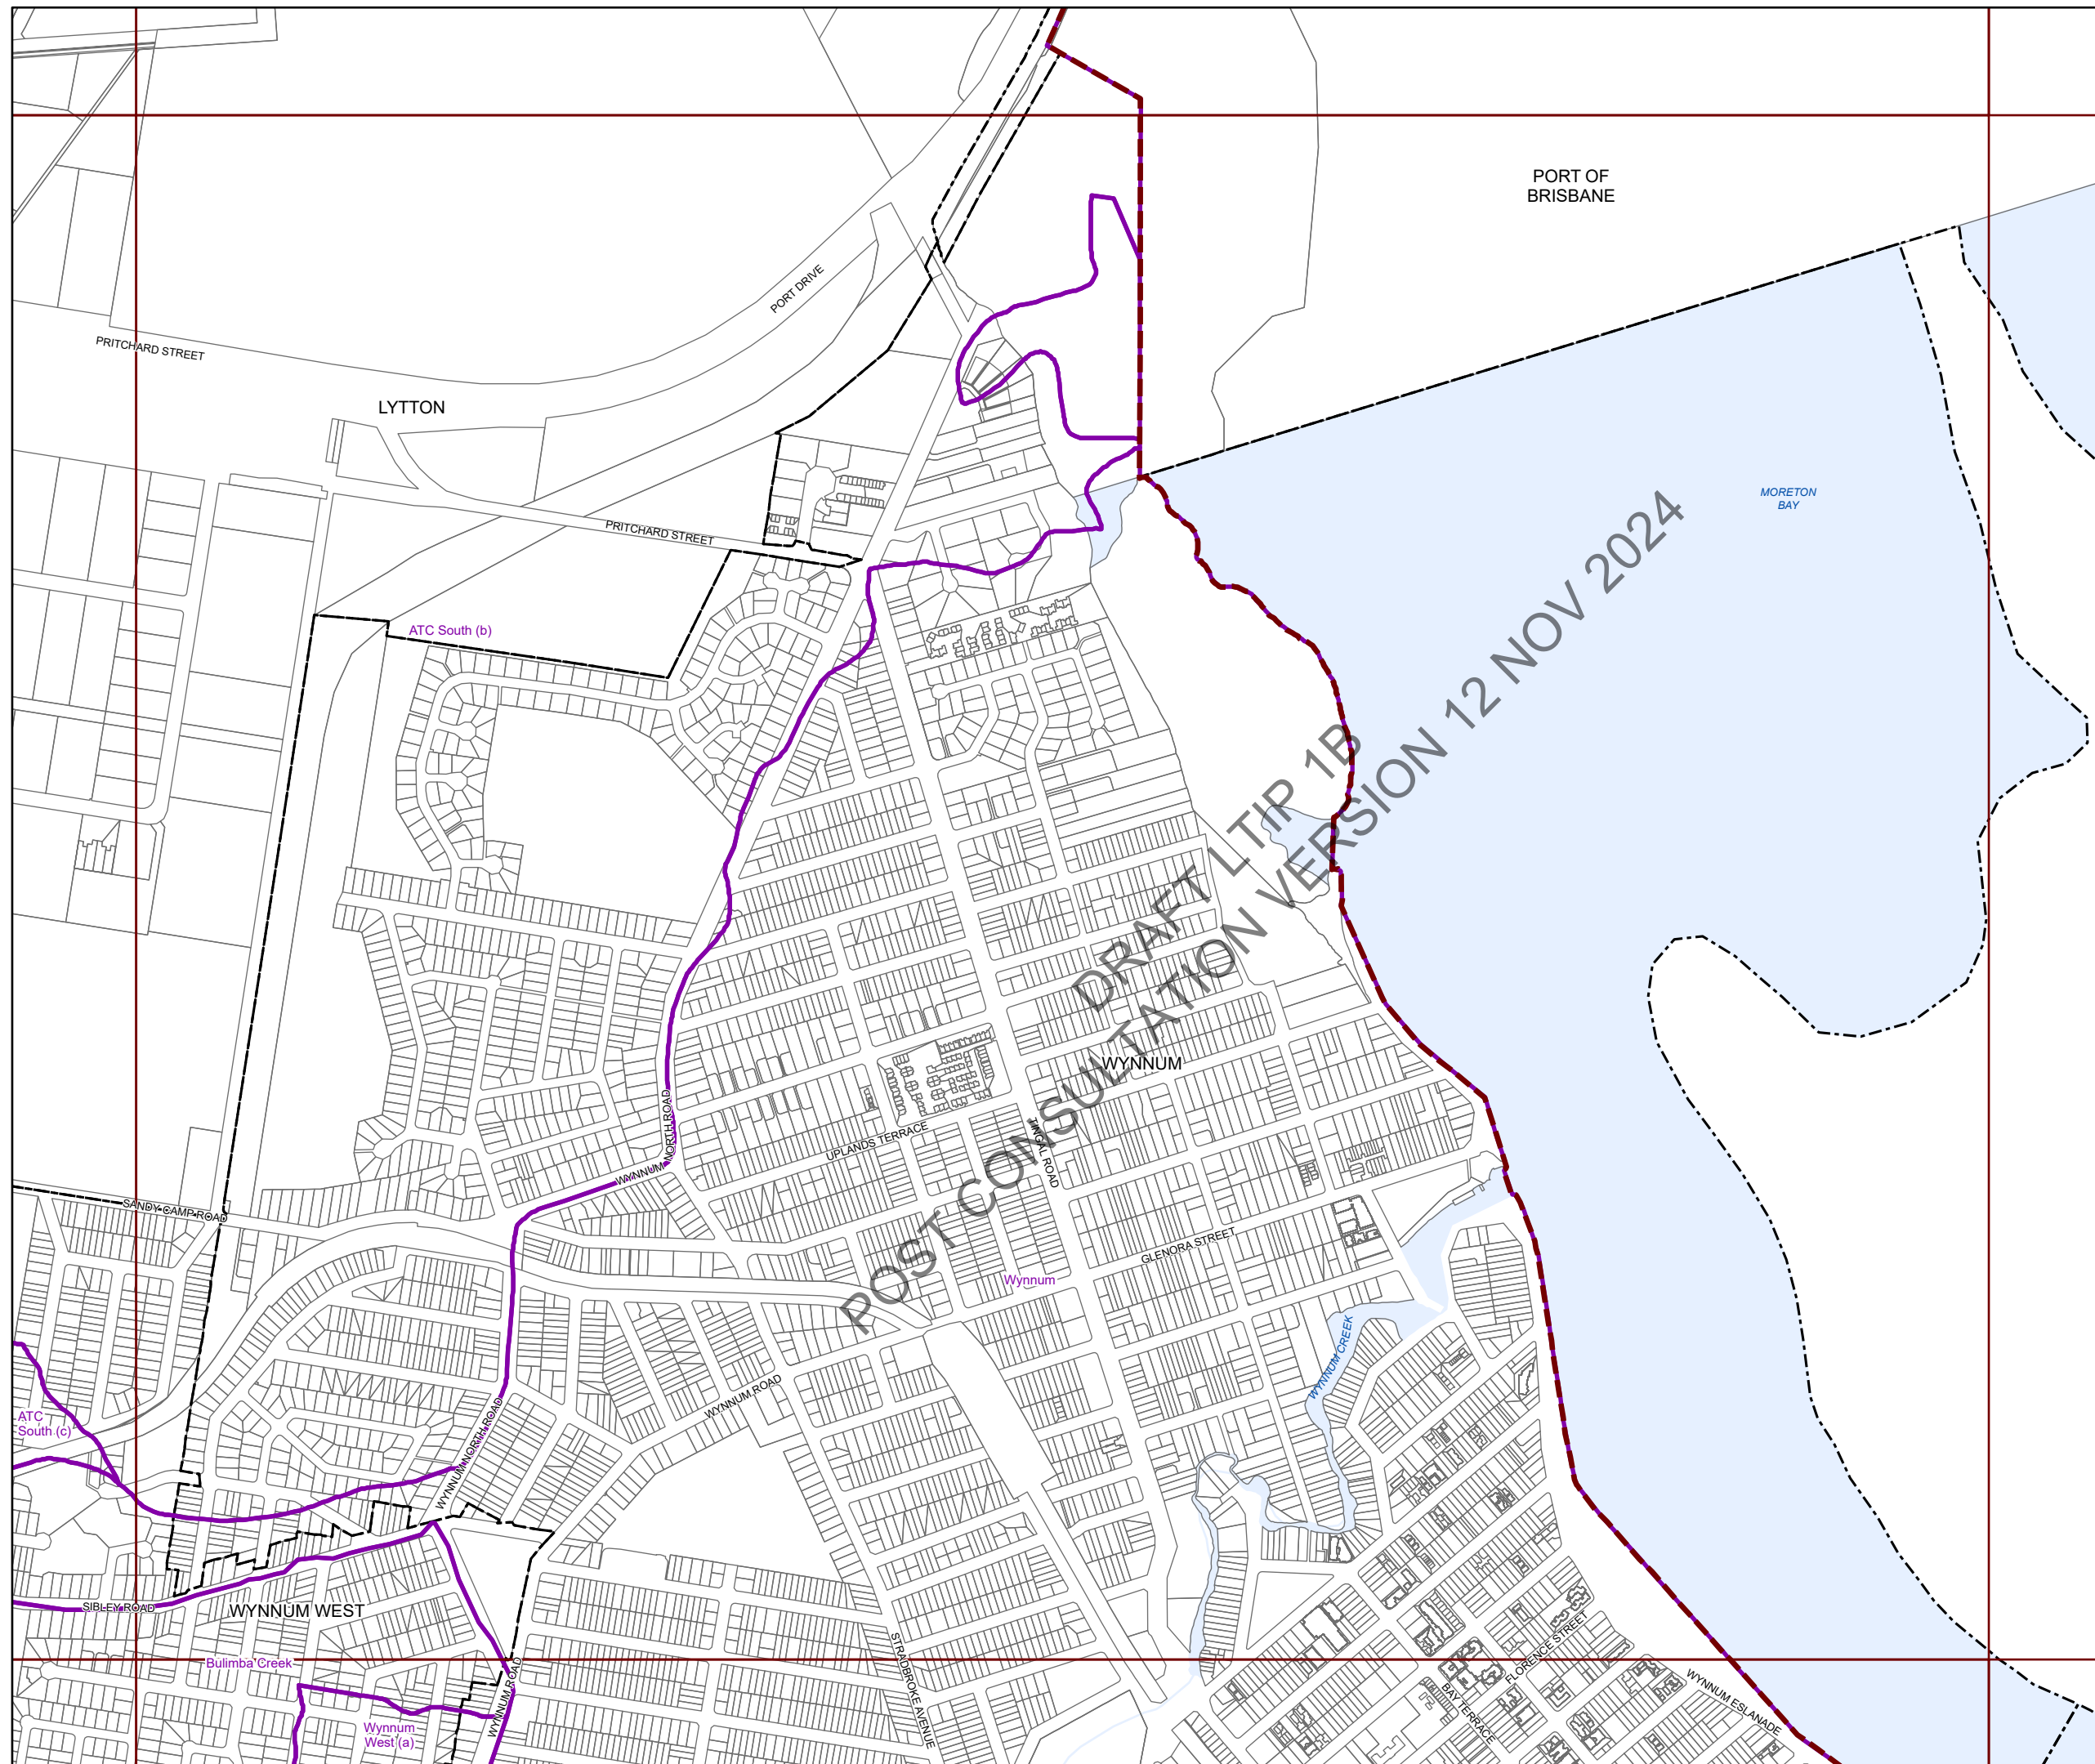 PORT OF
BRISBANE
PORT DRIVE
PRITCHARD STREET
LYTTON
MORETON
BAY
PRITCHARD STREET
ATC South (b)
DRAFT LTIP 1B
POST CONSULTATION VERSION 12 NOV 2024
WYNNUM
WYNNUM NORTH ROAD
UPLANDS TERRACE
TINGAL ROAD
SANDY CAMP ROAD
GLENORA STREET
Wynnum
WYNNUM CREEK
WYNNUM ROAD
ATC
South (c)
WYNNUM NORTH ROAD
SIBLEY ROAD
WYNNUM WEST
Bulimba Creek
STRADBROKE AVENUE
FLORENCE STREET
WYNNUM ROAD
BAY TERRACE
WYNNUM ESLANADE
Wynnum
West (a)